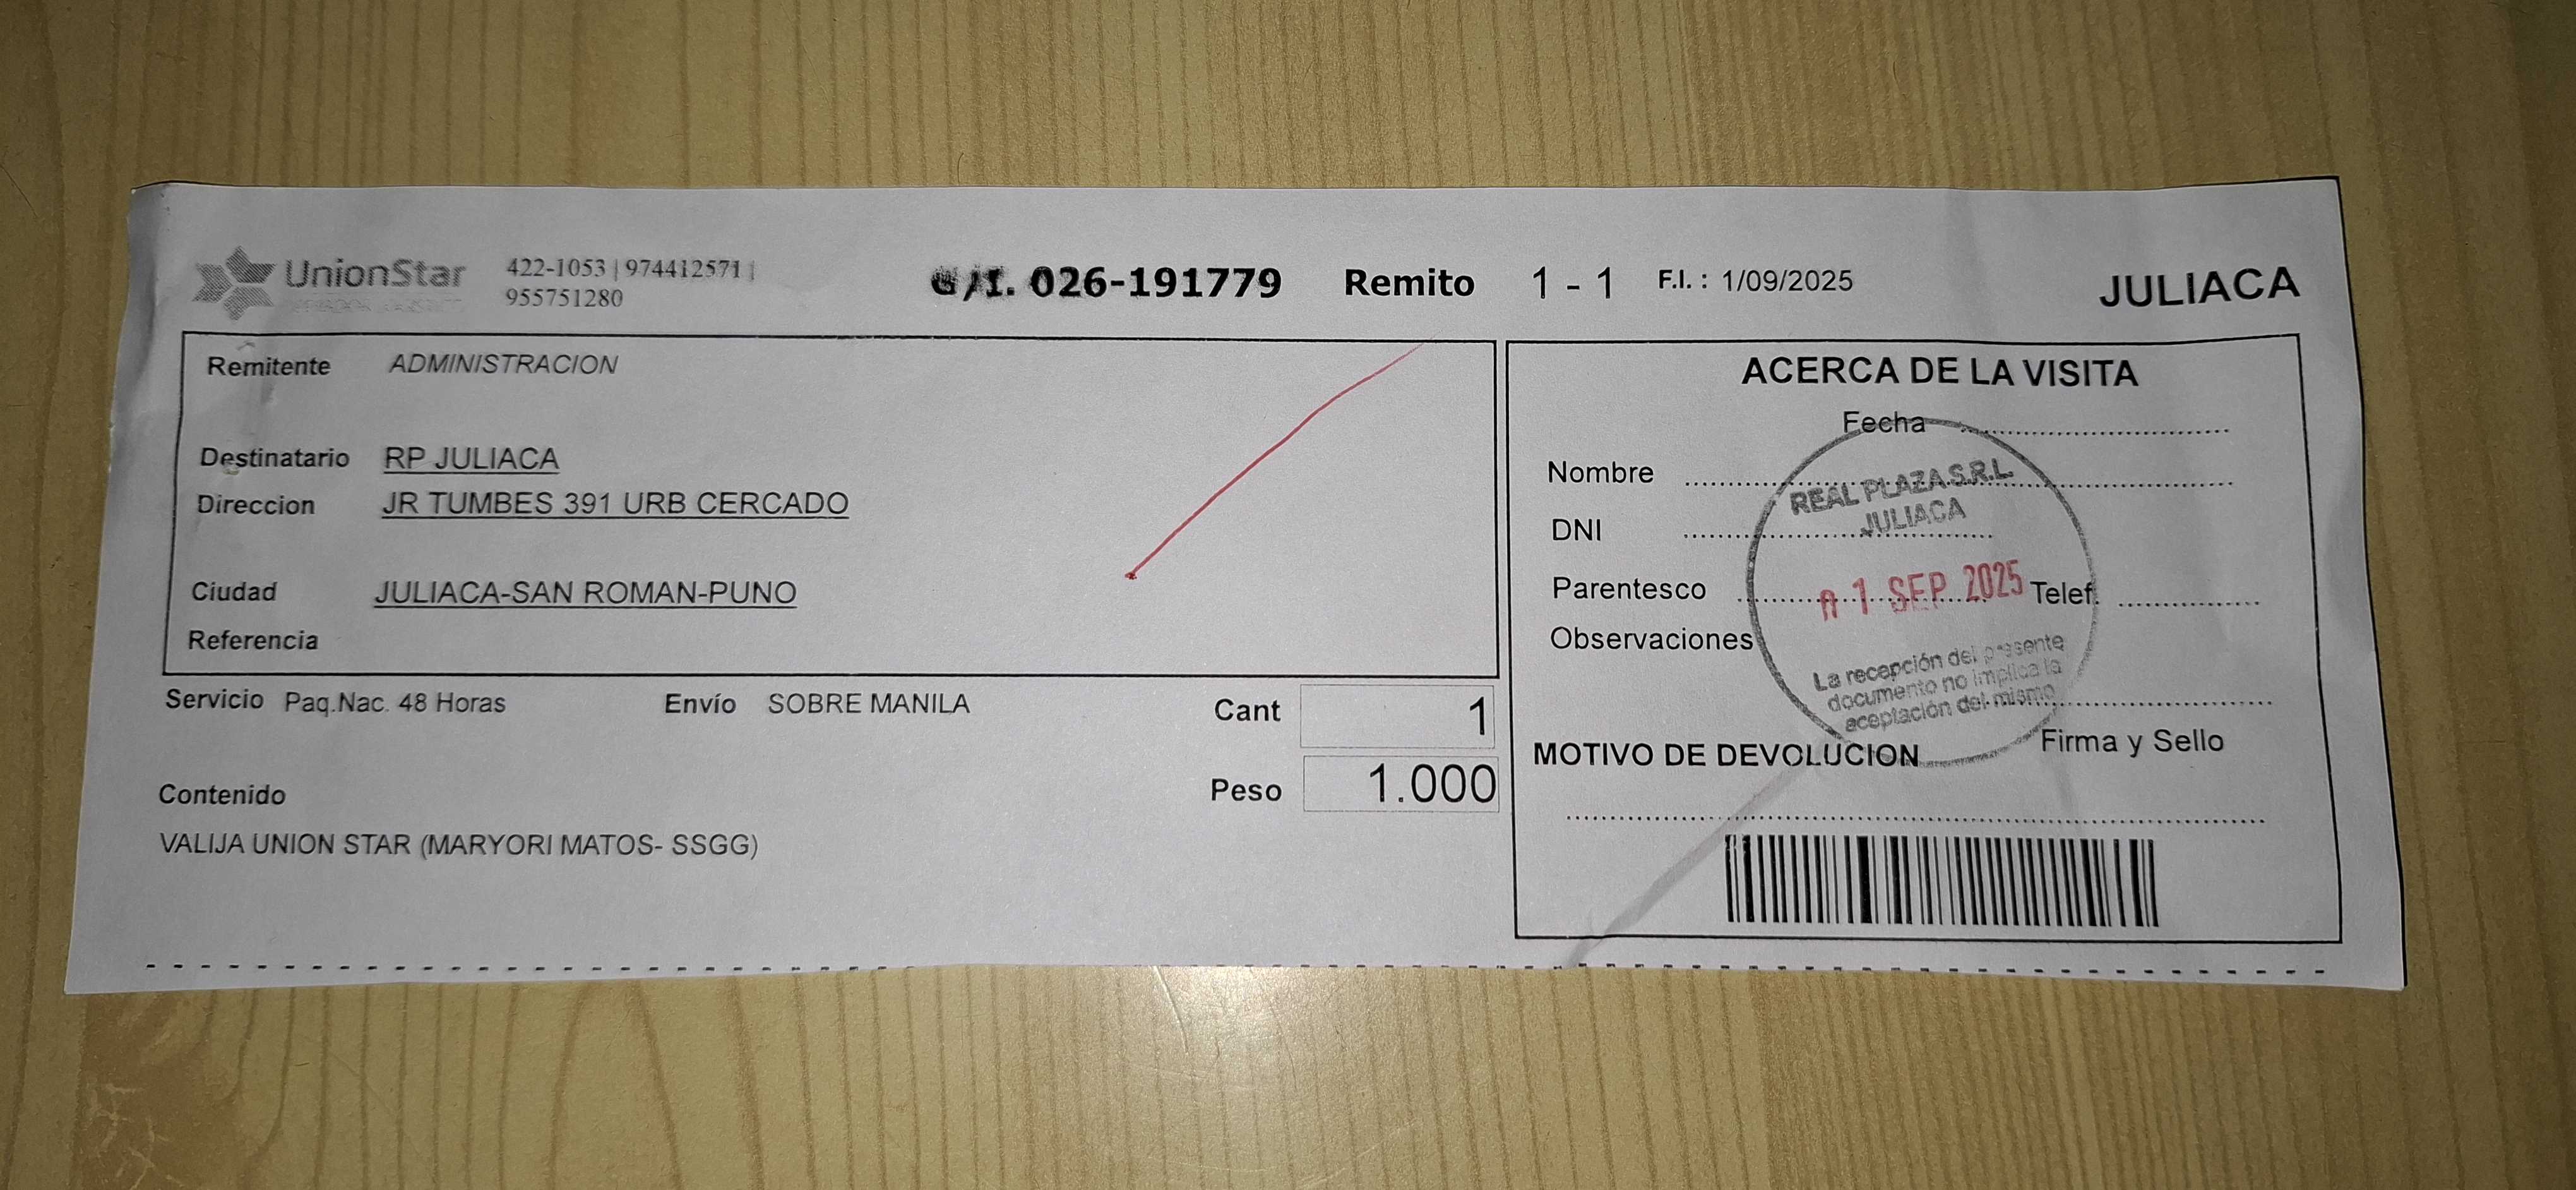 UnionStar
422-1053 | 974412571 |
955751280
G/I. 026-191779 Remito 1 - 1 F.I. : 1/09/2025 JULIACA
Remitente ADMINISTRACION
Destinatario RP JULIACA
Direccion JR TUMBES 391 URB CERCADO
Ciudad JULIACA-SAN ROMAN-PUNO
Referencia
Servicio Paq.Nac. 48 Horas Envío SOBRE MANILA Cant 1
Peso 1.000
Contenido
VALIJA UNION STAR (MARYORI MATOS- SSGG)
ACERCA DE LA VISITA
Fecha
Nombre
DNI
Parentesco Telef.
Observaciones
Firma y Sello
MOTIVO DE DEVOLUCION
REAL PLAZA S.R.L.
JULIACA
1 SEP 2025
La recepción del presente
documento no implica la
aceptación del mismo